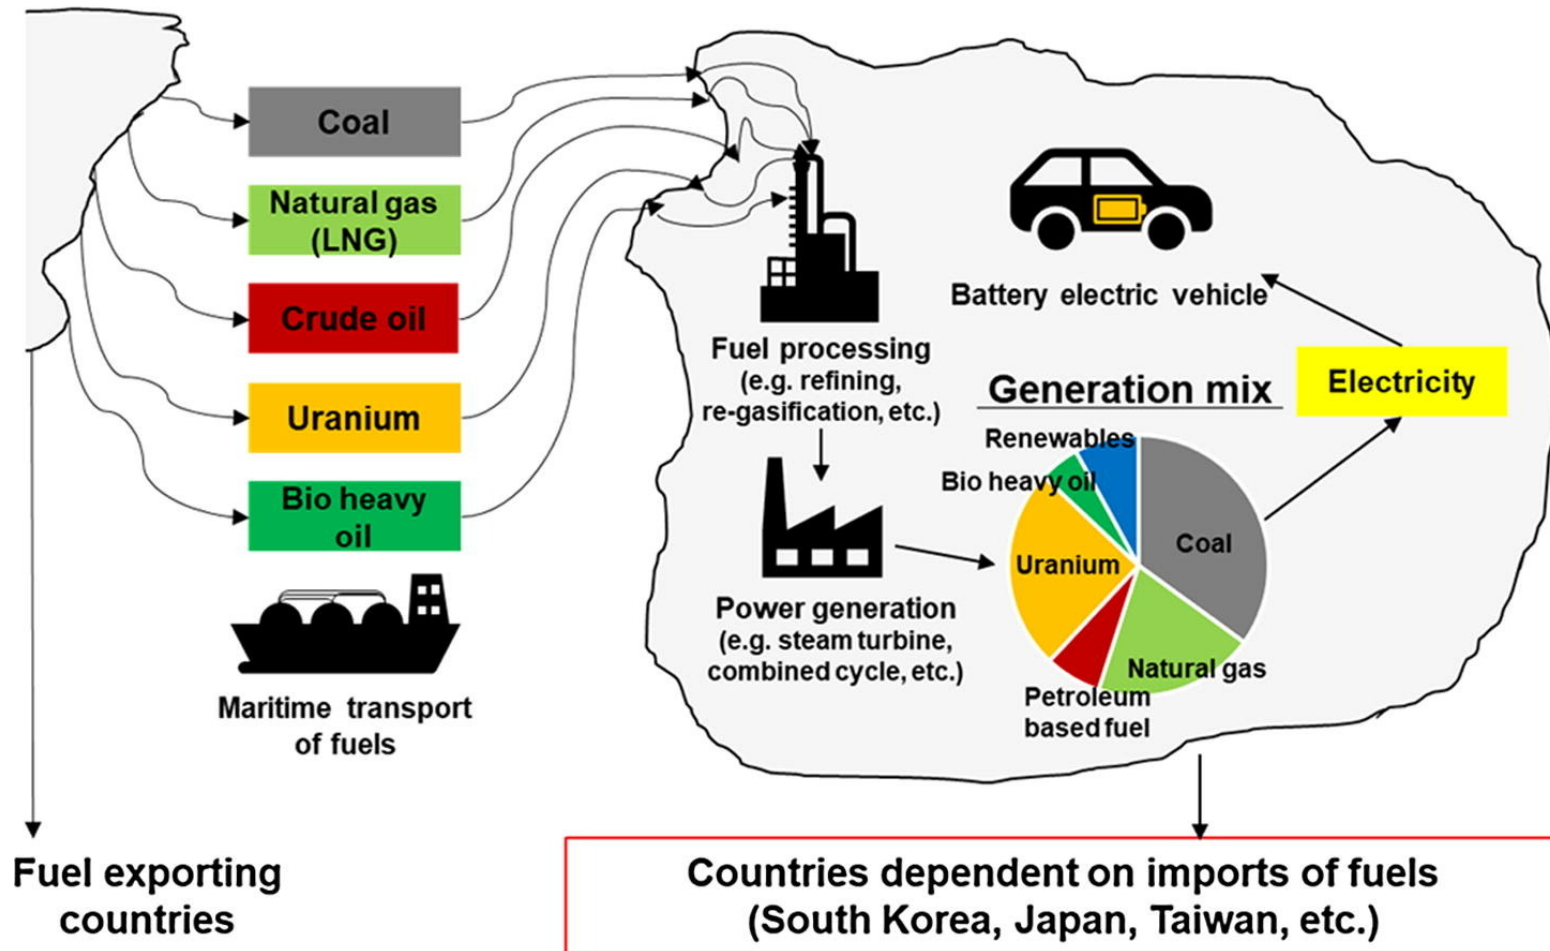 Coal
Natural gas
(LNG)
Crude oil
Uranium
Bio heavy
oil
Maritime transport
of fuels
Fuel exporting
countries
Fuel processing
(e.g. refining,
re-gasification, etc.)
Power generation
(e.g. steam turbine,
combined cycle, etc.)
Battery electric vehicle
Electricity
Generation mix
Renewables
Bio heavy oil
Uranium
Coal
Natural gas
Petroleum
based fuel
Countries dependent on imports of fuels
(South Korea, Japan, Taiwan, etc.)